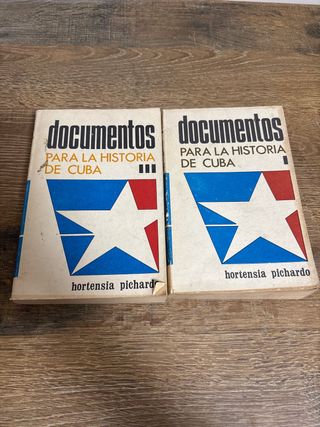 documentos
PARA LA HISTORIA
DE CUBA III
hortensia pichardo
documentos
PARA LA HISTORIA
DE CUBA I
hortensia pichardo